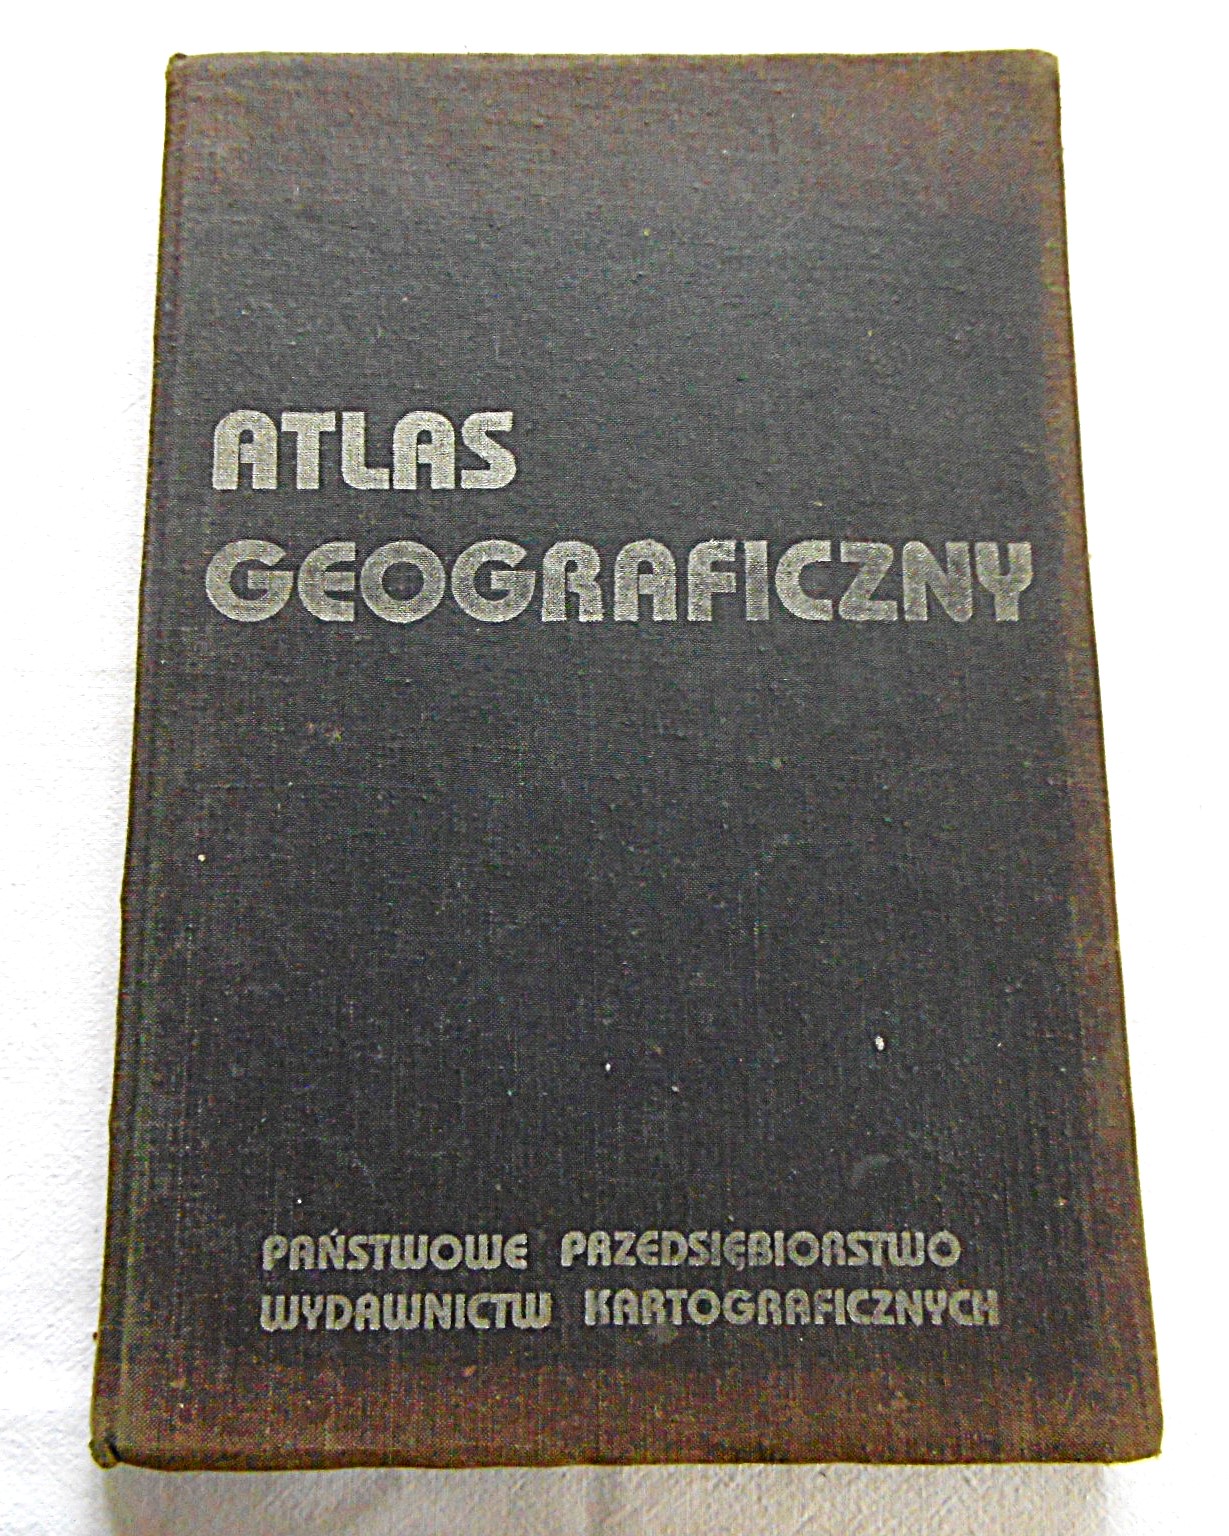 ATLAS
GEOGRAFICZNY
PAŃSTWOWE PRZEDSIĘBIORSTWO
WYDAWNICTW KARTOGRAFICZNYCH